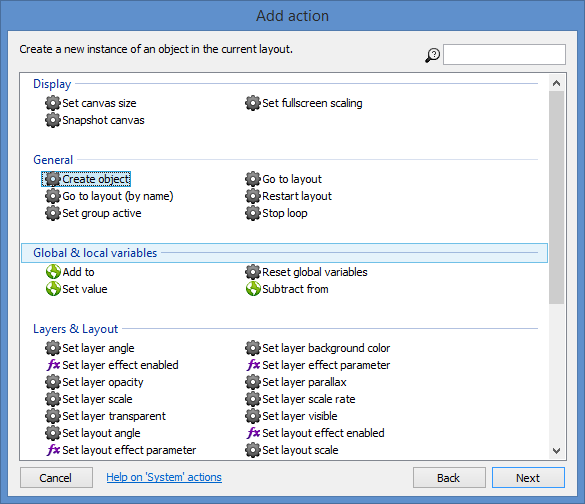 Add action
Create a new instance of an object in the current layout.
Display
Set canvas size Set fullscreen scaling
Snapshot canvas
General
Create object Go to layout
Go to layout (by name) Restart layout
Set group active Stop loop
Global & local variables
Add to Reset global variables
Set value Subtract from
Layers & Layout
Set layer angle Set layer background color
fx Set layer effect enabled fx Set layer effect parameter
Set layer opacity Set layer parallax
Set layer scale Set layer scale rate
Set layer transparent Set layer visible
Set layout angle fx Set layout effect enabled
fx Set layout effect parameter Set layout scale
Cancel Help on 'System' actions Back Next